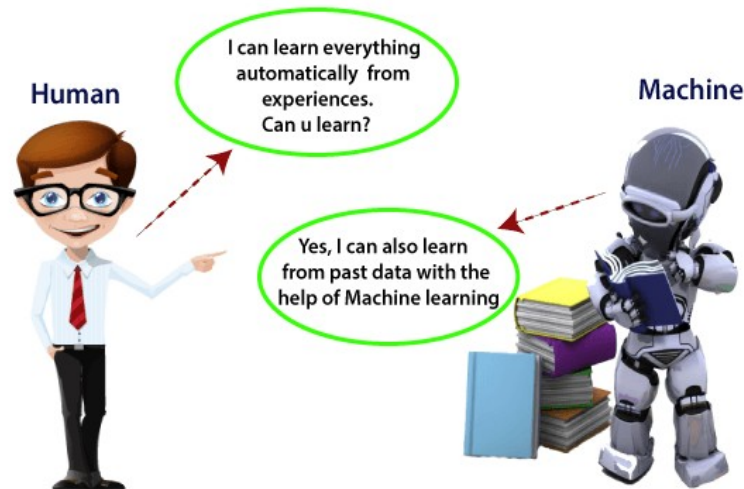 Human
I can learn everything
automatically from
experiences.
Can u learn?
Machine
Yes, I can also learn
from past data with the
help of Machine learning